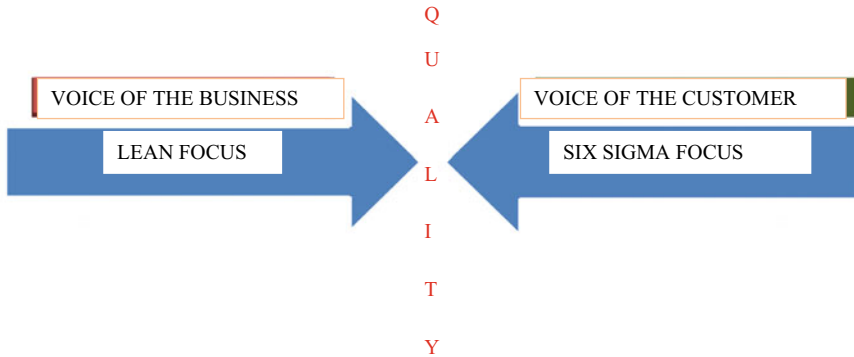 Q
U
A
L
I
T
Y
VOICE OF THE BUSINESS
LEAN FOCUS
VOICE OF THE CUSTOMER
SIX SIGMA FOCUS